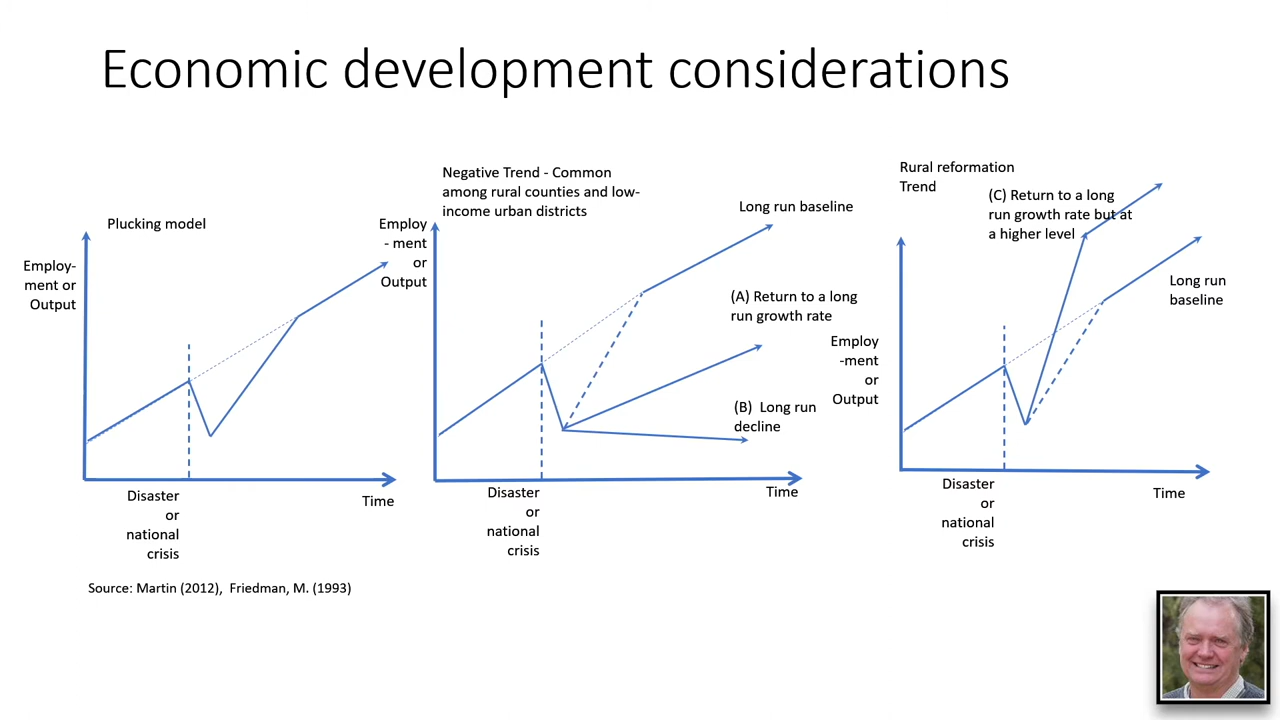 Economic development considerations
Plucking model
Employ-
ment or
Output
Disaster
or
national
crisis
Time
Negative Trend - Common
among rural counties and low-
income urban districts
Employ
- ment
or
Output
Long run baseline
(A) Return to a long
run growth rate
(B)  Long run
decline
Disaster
or
national
crisis
Time
Rural reformation
Trend
(C) Return to a long
run growth rate but at
a higher level
Employ
-ment
or
Output
Long run
baseline
Disaster
or
national
crisis
Time
Source: Martin (2012),  Friedman, M. (1993)